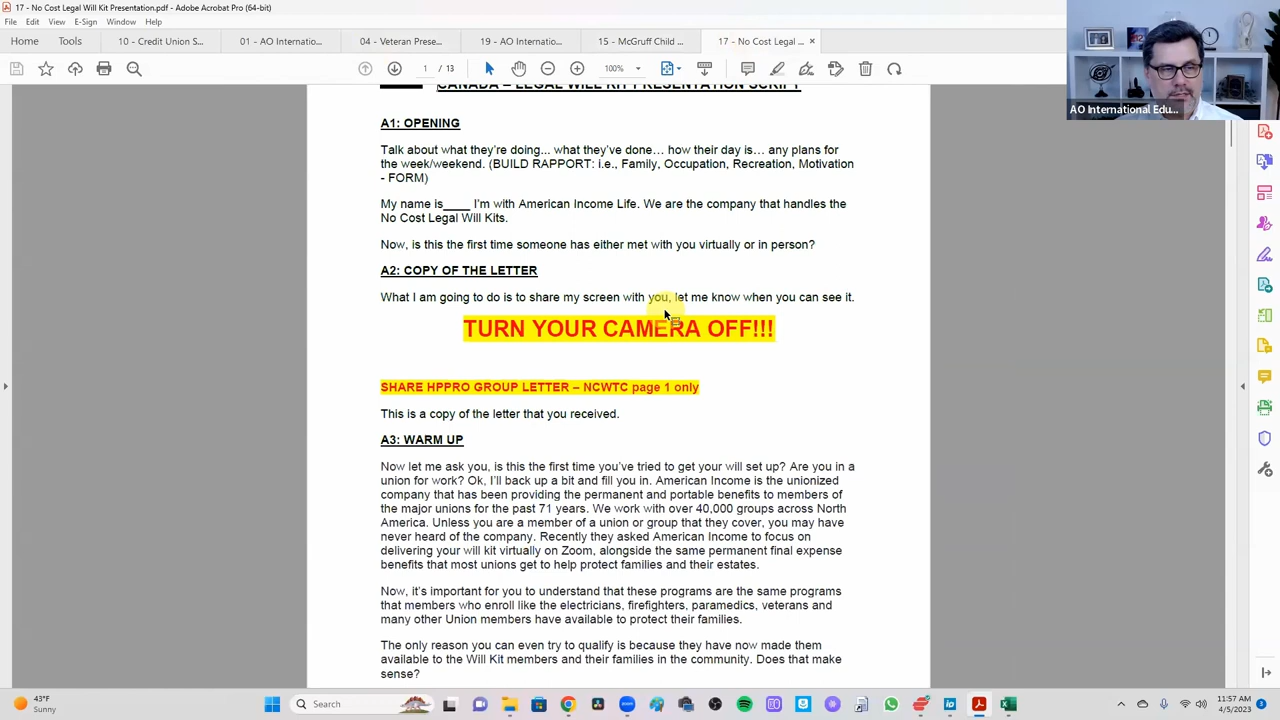 17 - No Cost Legal Will Kit Presentation.pdf - Adobe Acrobat Pro (64-bit)
File Edit View E-Sign Window Help
Home Tools 10 - Credit Union S... 01 - AO Internatio... 04 - Veteran Prese... 19 - AO Internatio... 15 - McGruff Child ... 17 - No Cost Legal ... ×
1 / 13 100%
AO International Edu...
CANADA – LEGAL WILL KIT PRESENTATION SCRIPT
A1: OPENING
Talk about what they're doing... what they've done… how their day is… any plans for
the week/weekend. (BUILD RAPPORT: i.e., Family, Occupation, Recreation, Motivation
- FORM)
My name is____ I'm with American Income Life. We are the company that handles the
No Cost Legal Will Kits.
Now, is this the first time someone has either met with you virtually or in person?
A2: COPY OF THE LETTER
What I am going to do is to share my screen with you, let me know when you can see it.
TURN YOUR CAMERA OFF!!!
SHARE HPPRO GROUP LETTER – NCWTC page 1 only
This is a copy of the letter that you received.
A3: WARM UP
Now let me ask you, is this the first time you've tried to get your will set up? Are you in a
union for work? Ok, I'll back up a bit and fill you in. American Income is the unionized
company that has been providing the permanent and portable benefits to members of
the major unions for the past 71 years. We work with over 40,000 groups across North
America. Unless you are a member of a union or group that they cover, you may have
never heard of the company. Recently they asked American Income to focus on
delivering your will kit virtually on Zoom, alongside the same permanent final expense
benefits that most unions get to help protect families and their estates.
Now, it's important for you to understand that these programs are the same programs
that members who enroll like the electricians, firefighters, paramedics, veterans and
many other Union members have available to protect their families.
The only reason you can even try to qualify is because they have now made them
available to the Will Kit members and their families in the community. Does that make
sense?
43°F
Sunny
Search
11:57 AM
4/5/2023